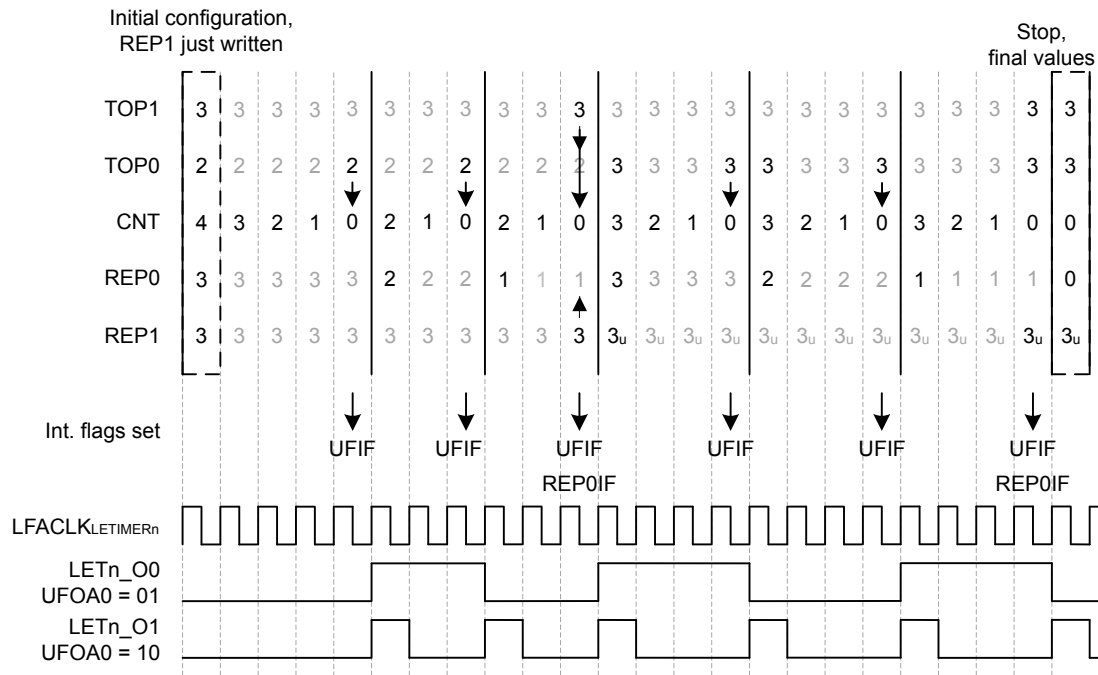 Initial configuration,
REP1 just written
Stop,
final values
TOP1 3 3 3 3 3 3 3 3 3 3 3 3 3 3 3 3 3 3 3 3 3 3 3 3
TOP0 2 2 2 2 2 2 2 2 2 2 2 3 3 3 3 3 3 3 3 3 3 3 3 3
CNT 4 3 2 1 0 2 1 0 2 1 0 3 2 1 0 3 2 1 0 3 2 1 0 0
REP0 3 3 3 3 3 2 2 2 1 1 1 3 3 3 3 2 2 2 2 1 1 1 1 0
REP1 3 3 3 3 3 3 3 3 3 3 3 3u 3u 3u 3u 3u 3u 3u 3u 3u 3u 3u 3u 3u
Int. flags set
UFIF UFIF UFIF UFIF UFIF UFIF
REP0IF REP0IF
LFACLKLETIMERn
LETn_O0
UFOA0 = 01
LETn_O1
UFOA0 = 10